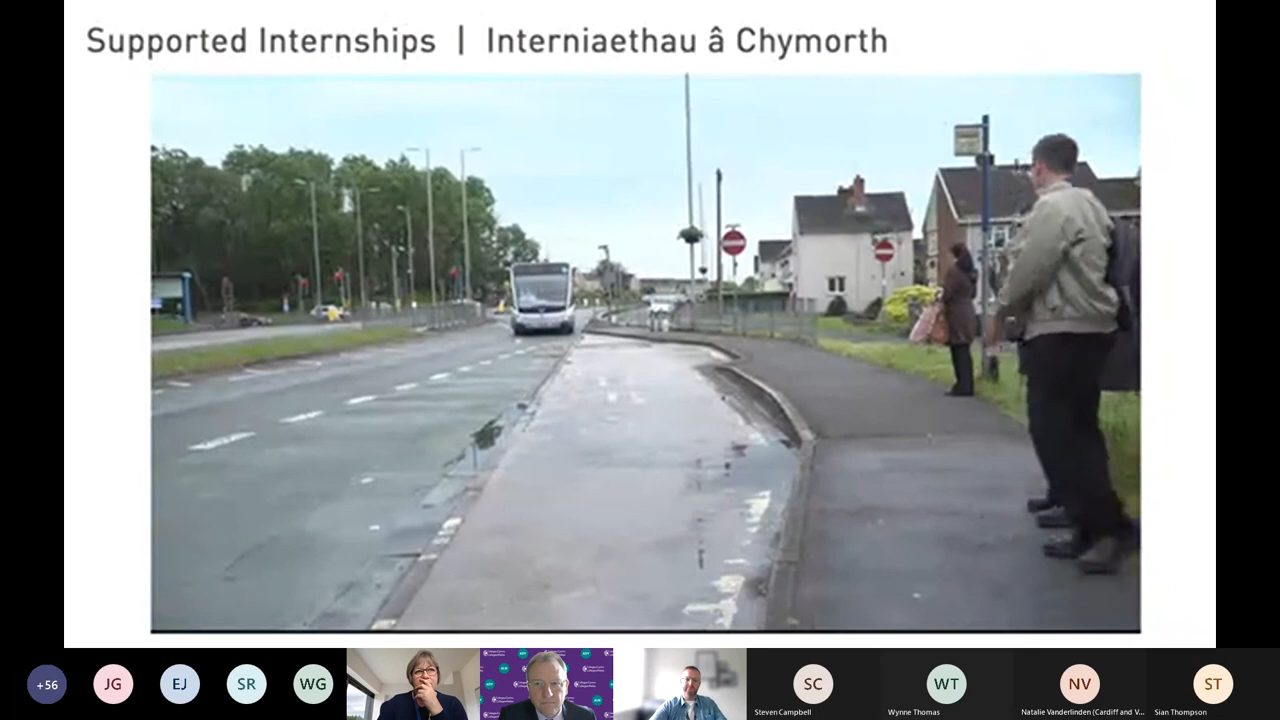 Supported Internships | Interniaethau â Chymorth
+56
JG
EJ
SR
WG
SC
WT
NV
ST
Steven Campbell
Wynne Thomas
Natalie Vanderlinden (Cardiff and V...
Sian Thompson